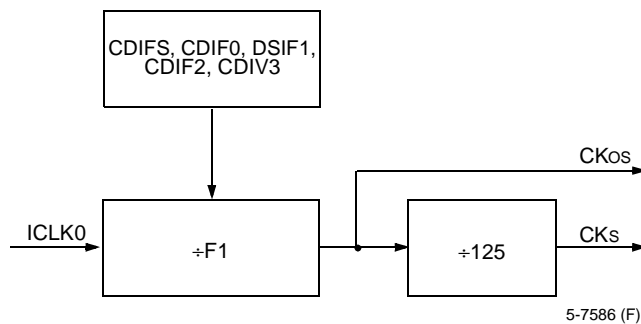 CDIFS, CDIF0, DSIF1,
CDIF2, CDIV3
CKOS
ICLK0
÷F1
÷125
CKS
5-7586 (F)